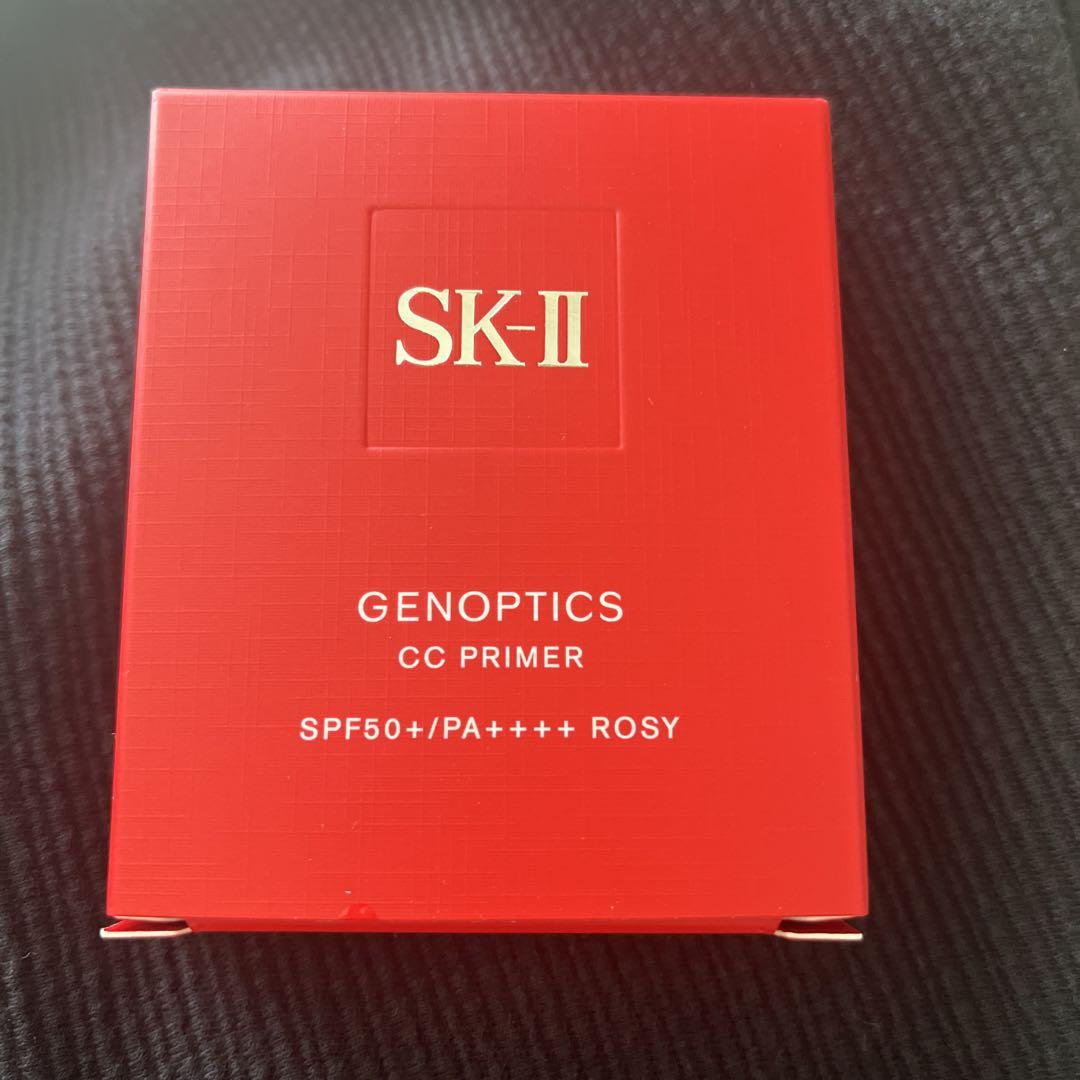 SK-II
GENOPTICS
CC PRIMER
SPF50+/PA++++ ROSY